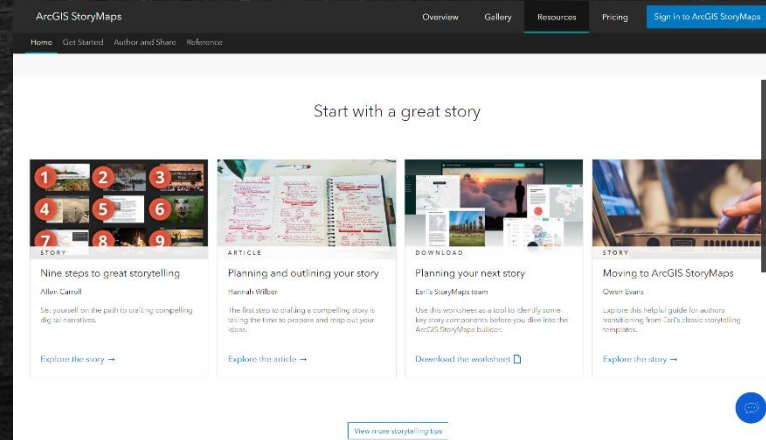 ArcGIS StoryMaps
Overview Gallery Resources Pricing Sign in to ArcGIS StoryMaps
Home Get Started Author and Share Reference
Start with a great story
1 2 3
4 5 6
7 8 9
STORY
Nine steps to great storytelling
Allen Carroll
Set yourself on the path to crafting compelling
digital narratives.
Explore the story →
ARTICLE
Planning and outlining your story
Hannah Wilber
The first step to crafting a compelling story is
taking the time to prepare and map out your
ideas.
Explore the article →
DOWNLOAD
Planning your next story
Esri's StoryMaps team
Use this worksheet as a tool to identify some
key story components before you dive into the
ArcGIS StoryMaps builder.
Download the worksheet
STORY
Moving to ArcGIS StoryMaps
Owen Evans
Explore this helpful guide for authors
transitioning from Esri's classic storytelling
templates.
Explore the story →
View more storytelling tips